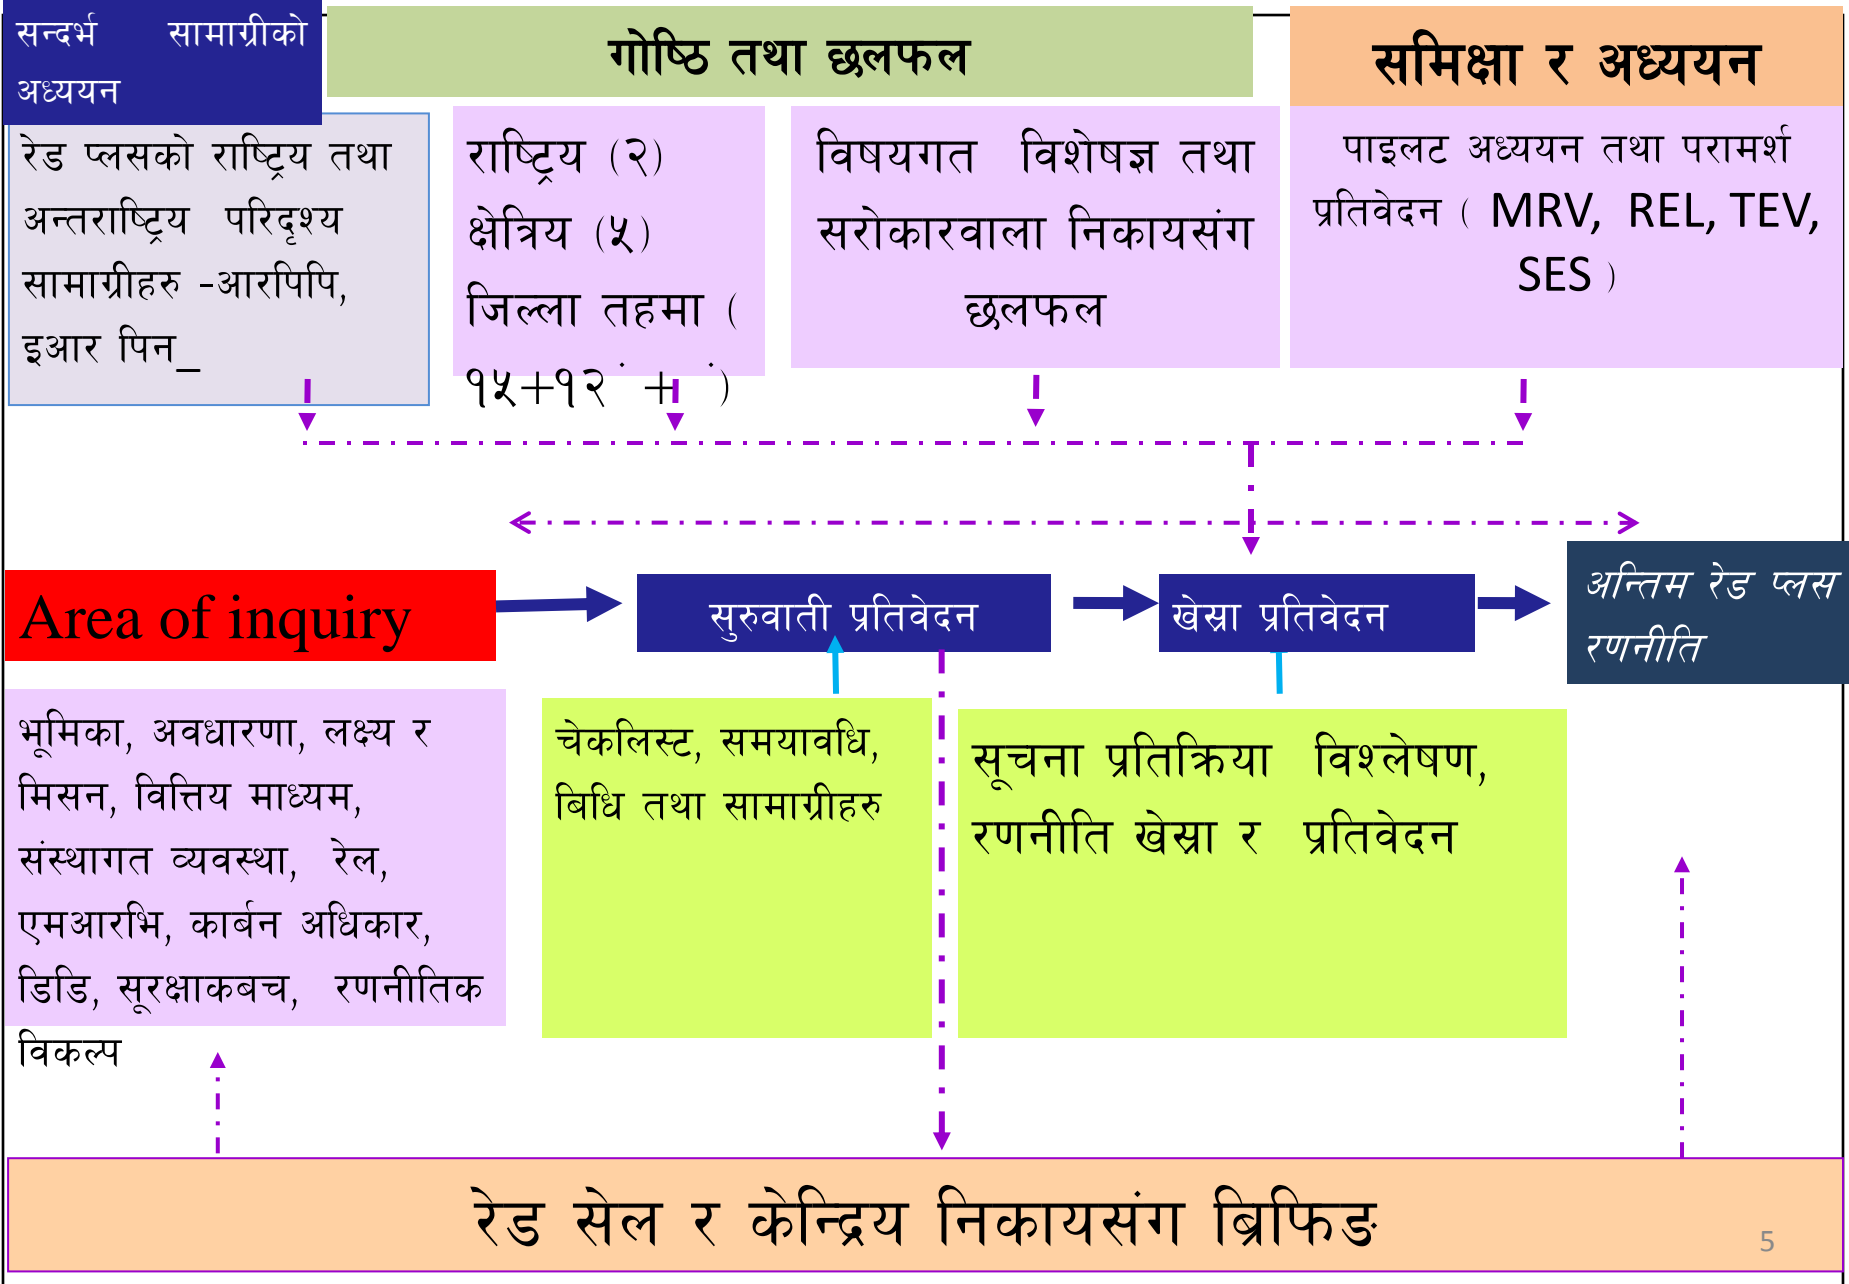 सन्दर्भ सामाग्रीको
अध्ययन
गोष्ठि तथा छलफल
समिक्षा र अध्ययन
रेड प्लसको राष्ट्रिय तथा
अन्तराष्ट्रिय परिदृश्य
सामाग्रीहरु -आरपिपि,
इआर पिन_
राष्ट्रिय (२)
क्षेत्रिय (५)
जिल्ला तहमा (
१५+१२ं + ं)
विषयगत विशेषज्ञ तथा
सरोकारवाला निकायसंग
छलफल
पाइलट अध्ययन तथा परामर्श
प्रतिवेदन ( MRV, REL, TEV,
SES )
Area of inquiry
सुरुवाती प्रतिवेदन
खेस्रा प्रतिवेदन
अन्तिम रेड प्लस
रणनीति
भूमिका, अवधारणा, लक्ष्य र
मिसन, वित्तिय माध्यम,
संस्थागत व्यवस्था, रेल,
एमआरभि, कार्बन अधिकार,
डिडि, सूरक्षाकबच, रणनीतिक
विकल्प
चेकलिस्ट, समयावधि,
बिधि तथा सामाग्रीहरु
सूचना प्रतिक्रिया विश्लेषण,
रणनीति खेस्रा र प्रतिवेदन
रेड सेल र केन्द्रिय निकायसंग ब्रिफिङ
5